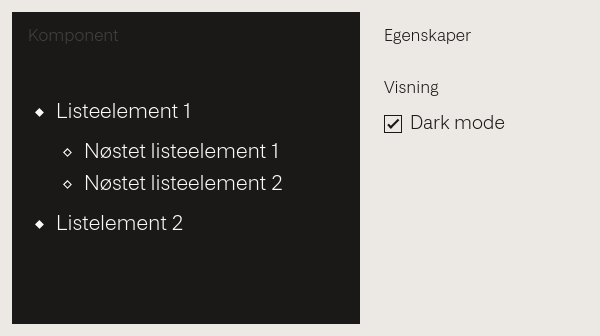 Komponent
Listeelement 1
Nøstet listeelement 1
Nøstet listeelement 2
Listelement 2
Egenskaper
Visning
Dark mode